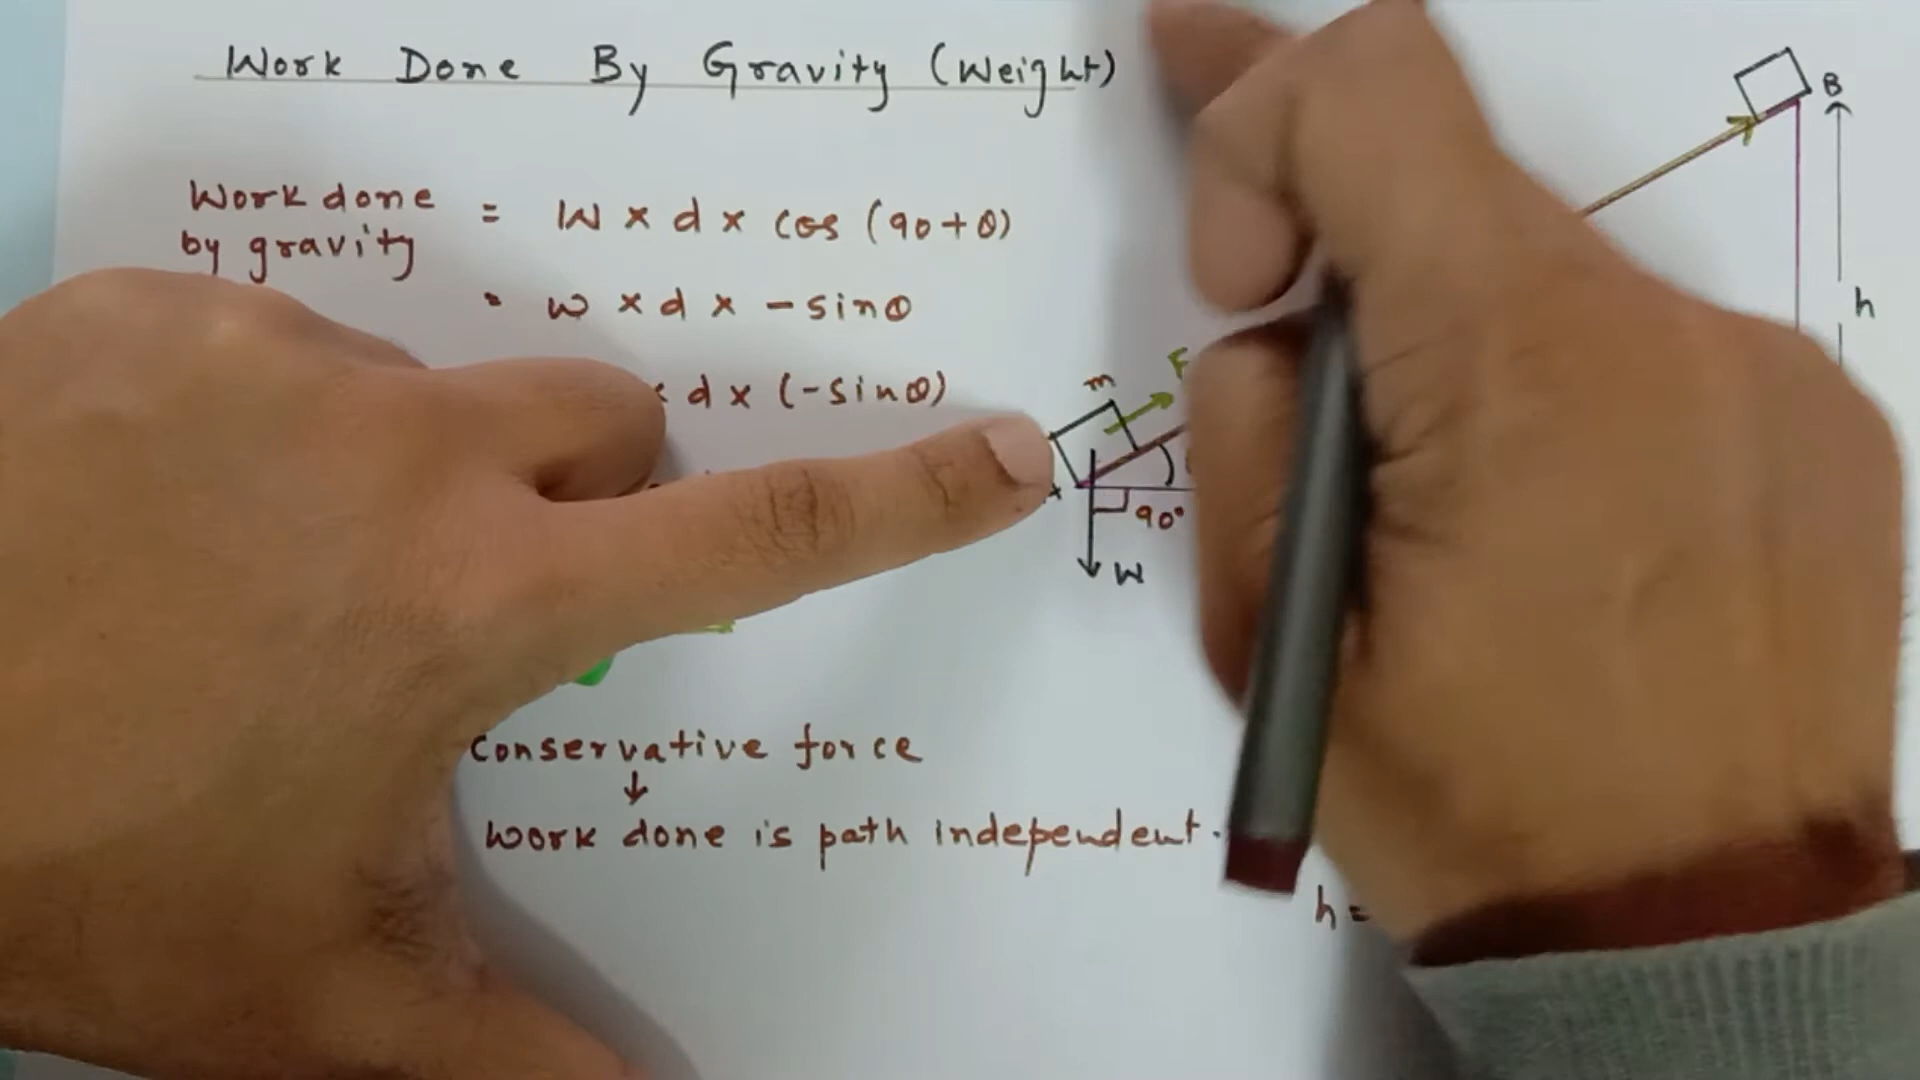 Work Done By Gravity (Weight)
Work done
by gravity
= W x d x cos (90+θ)
= w x d x - sinθ
d x (-sinθ)
conservative force
↓
Work done is path independent.
m
F
90°
W
B
h
h =